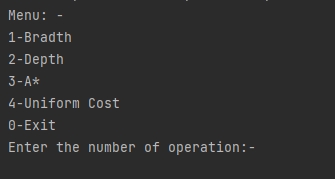 Menu: -
1-Bradth
2-Depth
3-A*
4-Uniform Cost
0-Exit
Enter the number of operation:-